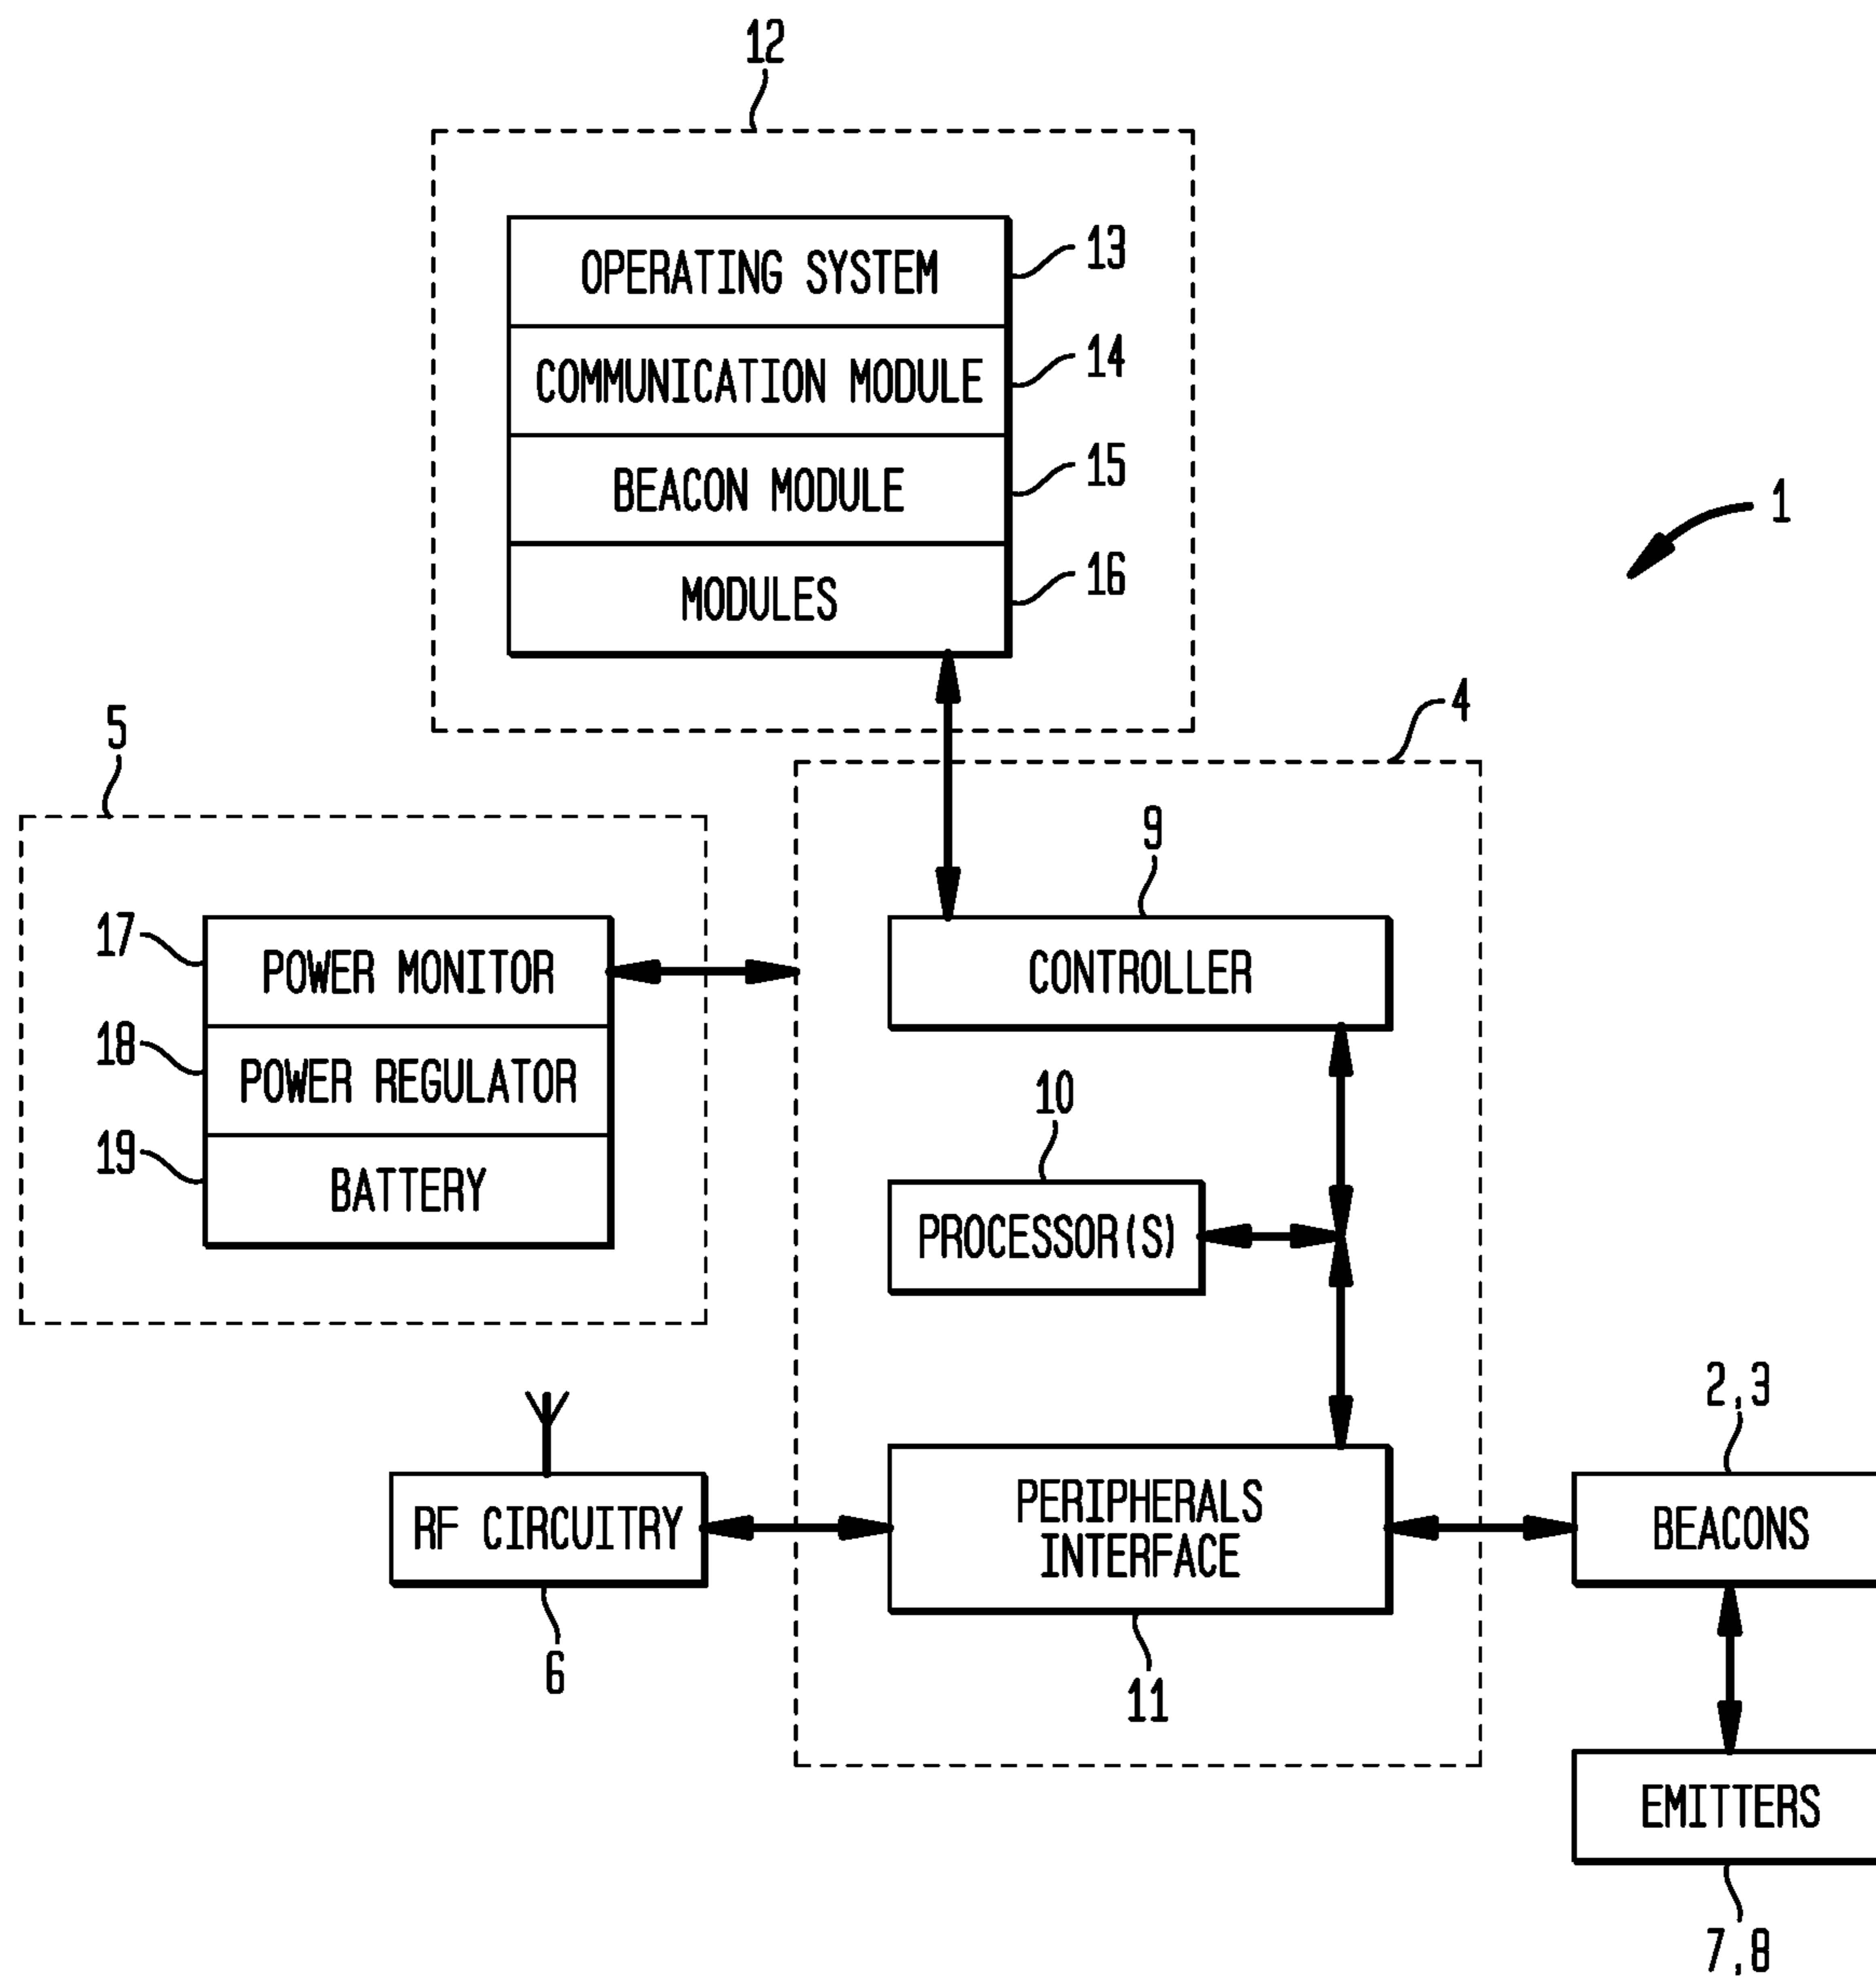 12
OPERATING SYSTEM
13
COMMUNICATION MODULE
14
BEACON MODULE
15
MODULES
16
1
4
5
9
17
POWER MONITOR
CONTROLLER
18
POWER REGULATOR
10
19
BATTERY
PROCESSOR(S)
2,3
RF CIRCUITRY
PERIPHERALS
INTERFACE
BEACONS
6
11
EMITTERS
7,8